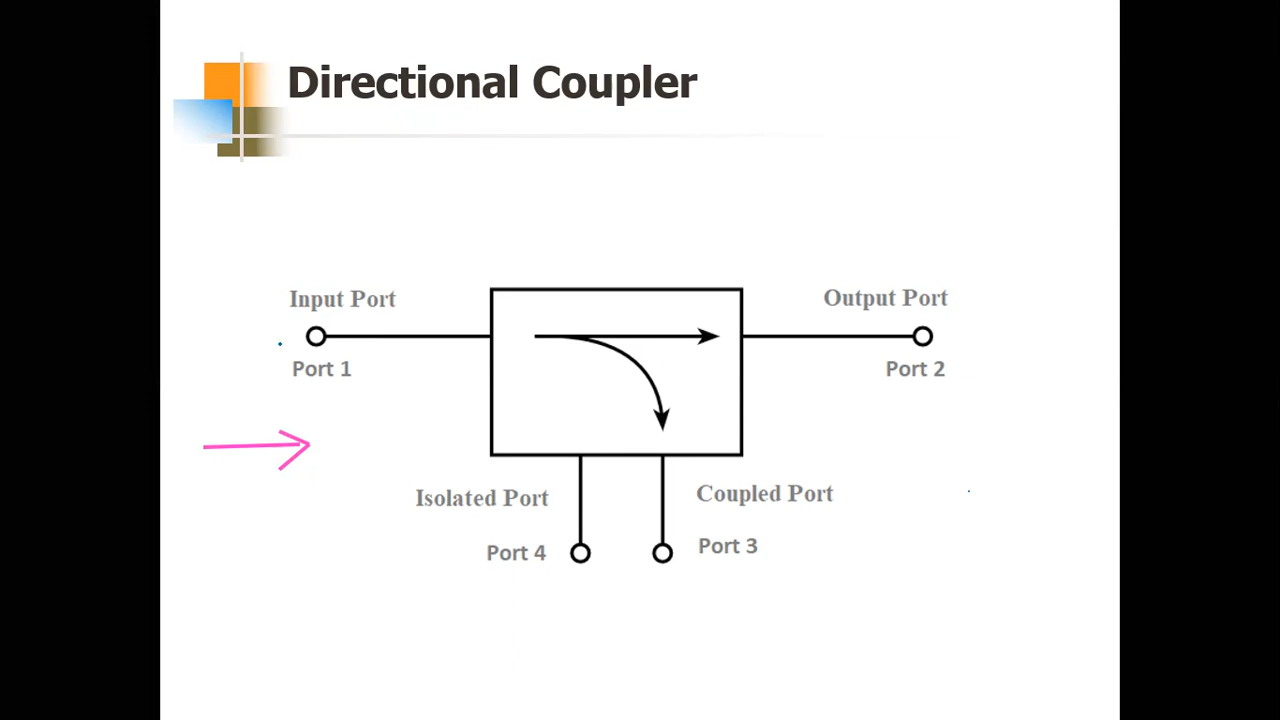 Directional Coupler
Input Port
Output Port
Port 1
Port 2
Isolated Port
Coupled Port
Port 4
Port 3